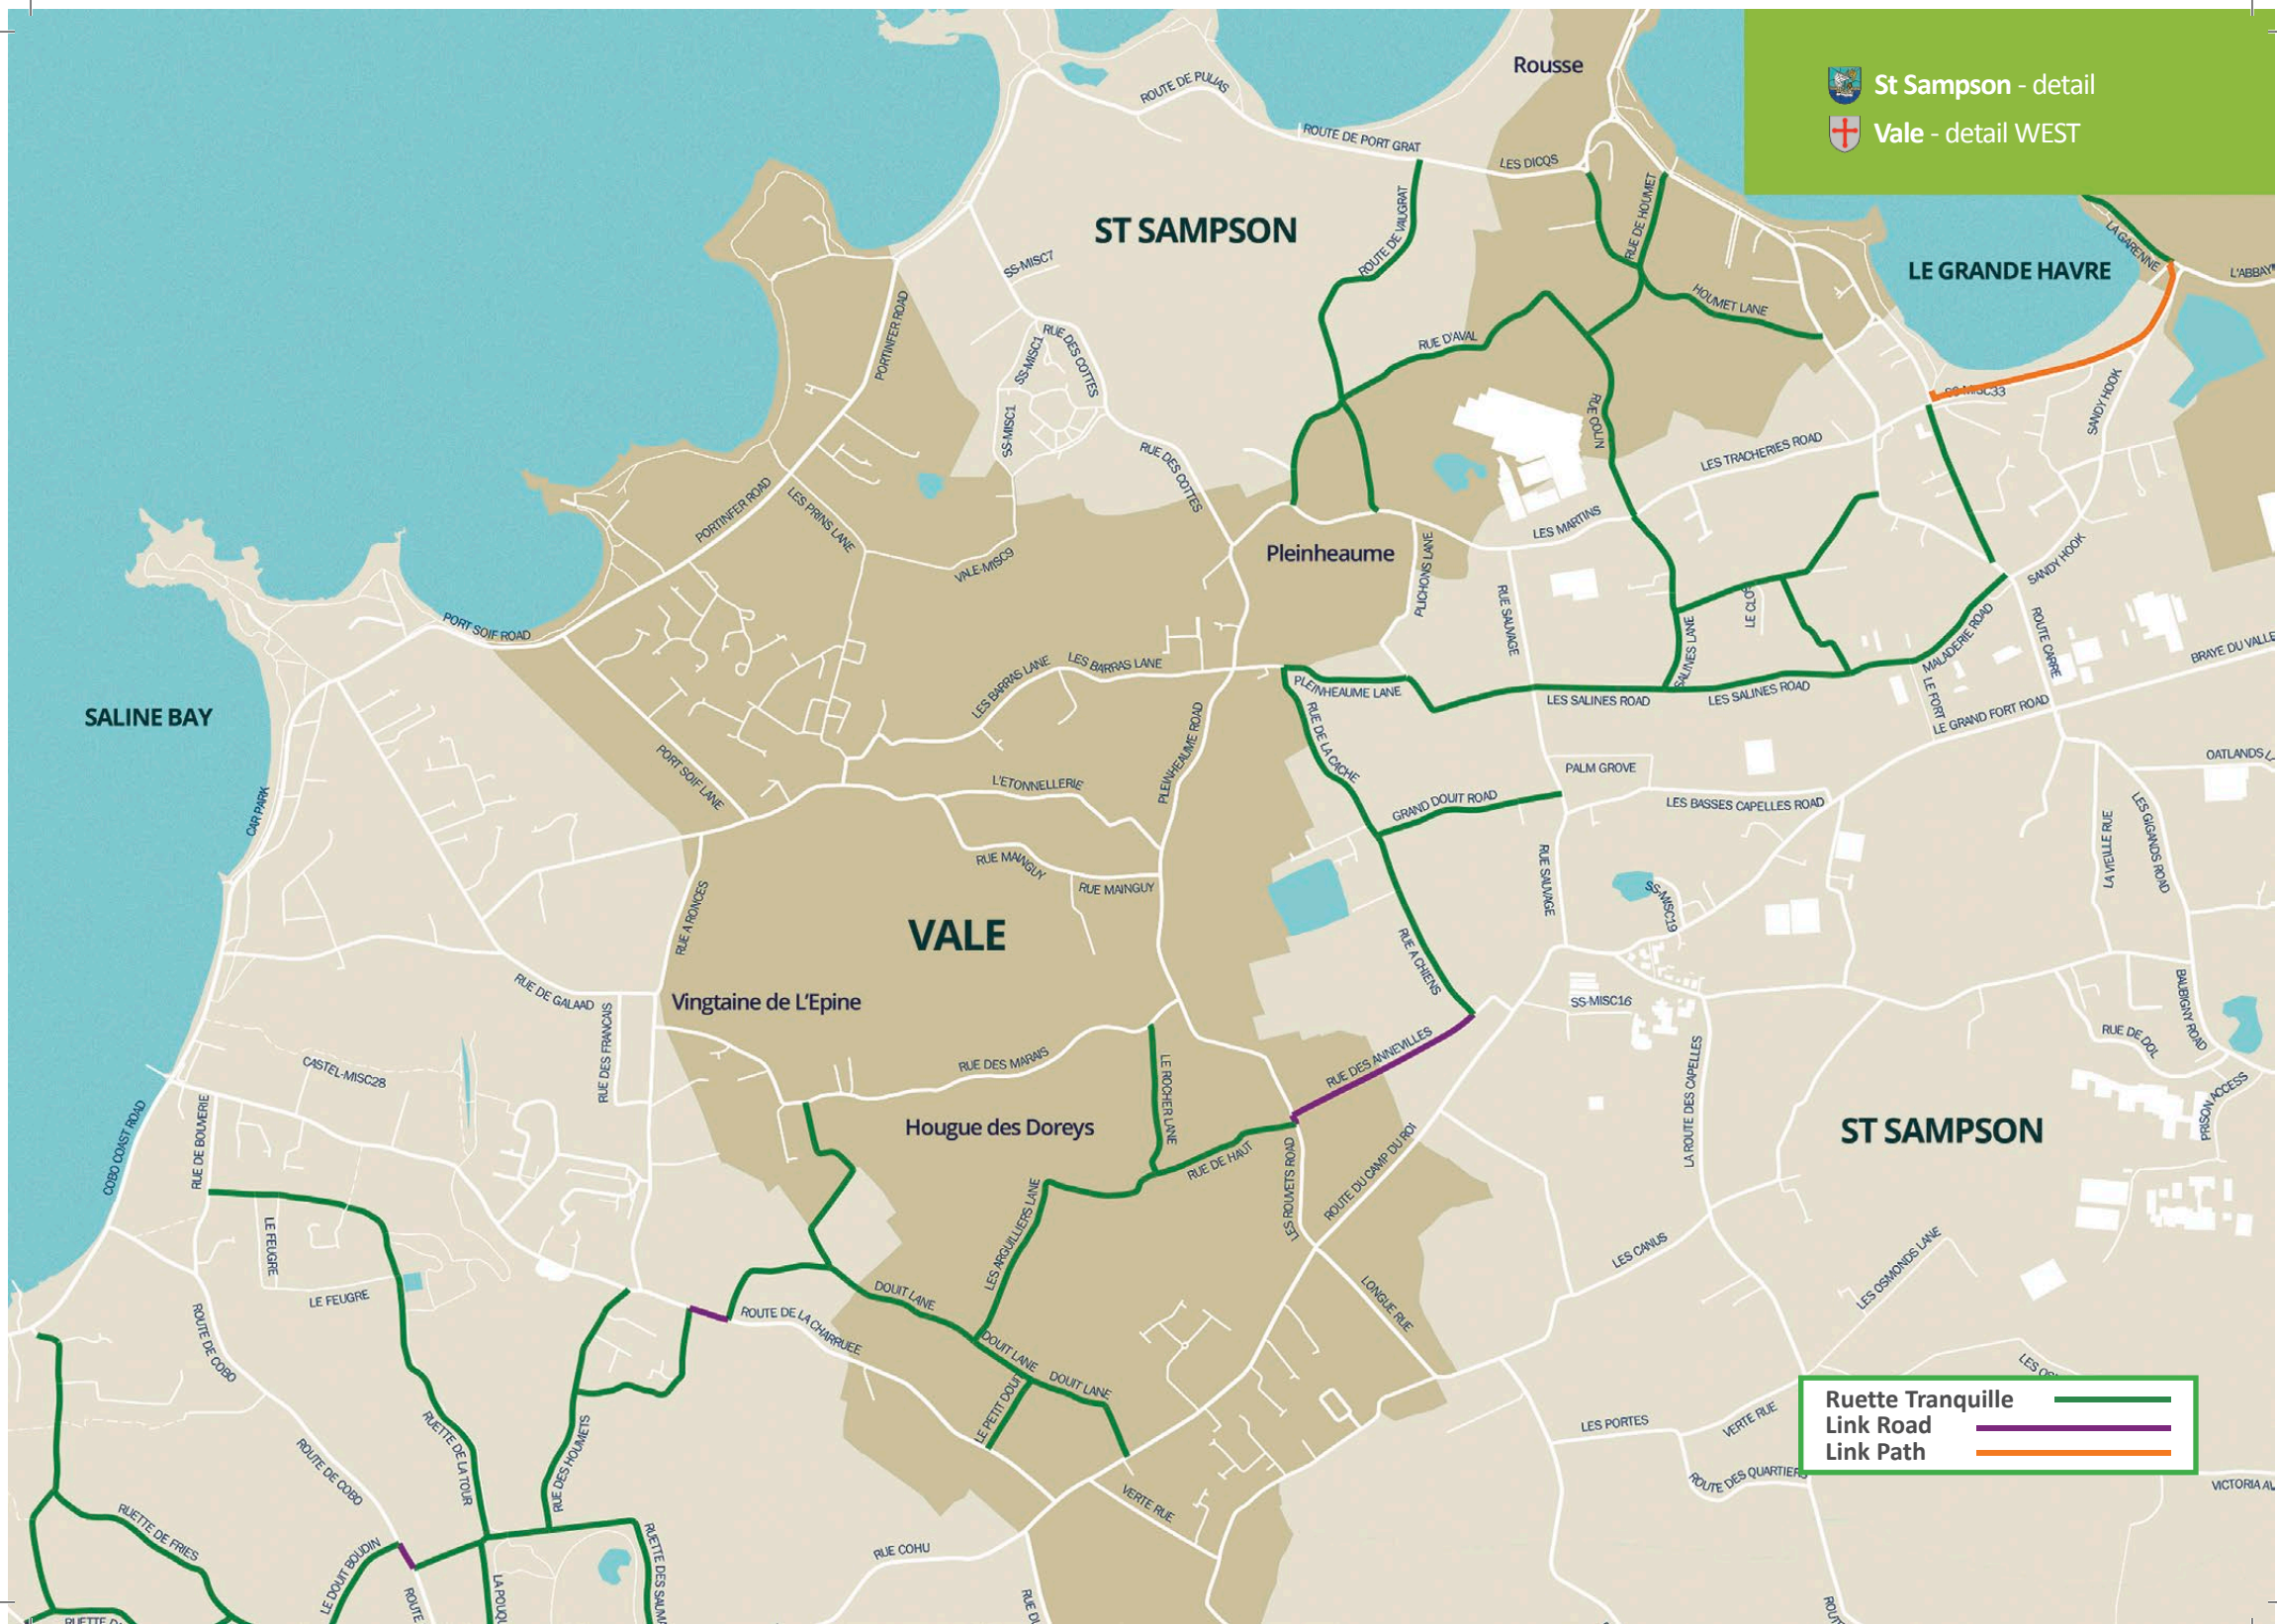 St Sampson - detail
Vale - detail WEST
Rousse
ROUTE DE PULIAS
ROUTE DE PORT GRAT
LES DICQS
ST SAMPSON
ROUTE DE VAUGRAT
RUE DE HOUMET
LA GARENNE
LE GRANDE HAVRE
SS-MISC7
HOUMET LANE
PORTINFER ROAD
RUE DES COTTES
SS-MISC1
RUE D'AVAL
SS-MISC33
SANDY HOOK
SS-MISC1
RUE COLIN
LES TRACHERIES ROAD
RUE DES COTTES
PORTINFER ROAD
LES PRINS LANE
LES MARTINS
VALE-MISC9
Pleinheaume
PLICHONS LANE
SANDY HOOK
RUE SAUVAGE
LE CLOS
PORT SOIF ROAD
SALINES LANE
MALADERIE ROAD
ROUTE CARRE
BRAYE DU VALLE
LES BARRAS LANE
LES BARRAS LANE
PLEINHEAUME LANE
LES SALINES ROAD
LES SALINES ROAD
LE FORT
LE GRAND FORT ROAD
SALINE BAY
RUE DE LA CACHE
PLEINHEAUME ROAD
PORT SOIF LANE
PALM GROVE
CAR PARK
L'ETONNELLERIE
GRAND DOUIT ROAD
LES BASSES CAPELLES ROAD
LA VIEILLE RUE
LES GIGANDS ROAD
RUE MAINGUY
RUE MAINGUY
RUE SAUVAGE
SS-MISC19
RUE A RONCES
VALE
RUE A CHIENS
RUE DE GALAAD
Vingtaine de L'Epine
SS-MISC16
BAUBIGNY ROAD
RUE DES FRANCAIS
RUE DE DOL
CASTEL-MISC28
RUE DES MARAIS
LE ROCHER LANE
RUE DES ANNEVILLES
LA ROUTE DES CAPELLES
PRISON ACCESS
COBO COAST ROAD
RUE DE BOUVERIE
Hougue des Doreys
ST SAMPSON
RUE DE HAUT
LES ROUVETS ROAD
ROUTE DU CAMP DU ROI
LE FEUGRE
LES ARGUILLIERS LANE
LES CANUS
LES OSMONDS LANE
LE FEUGRE
DOUIT LANE
LONGUE RUE
ROUTE DE COBO
ROUTE DE LA CHARRUEE
DOUIT LANE
DOUIT LANE
LE PETIT DOUIT
Ruette Tranquille
Link Road
Link Path
RUETTE DE LA TOUR
RUE DES HOUMETS
LES PORTES
VERTE RUE
ROUTE DE COBO
ROUTE DES QUARTIERS
VERTE RUE
RUETTE DE FRIES
LE DOUIT BOUDIN
RUE COHU
ROUTE